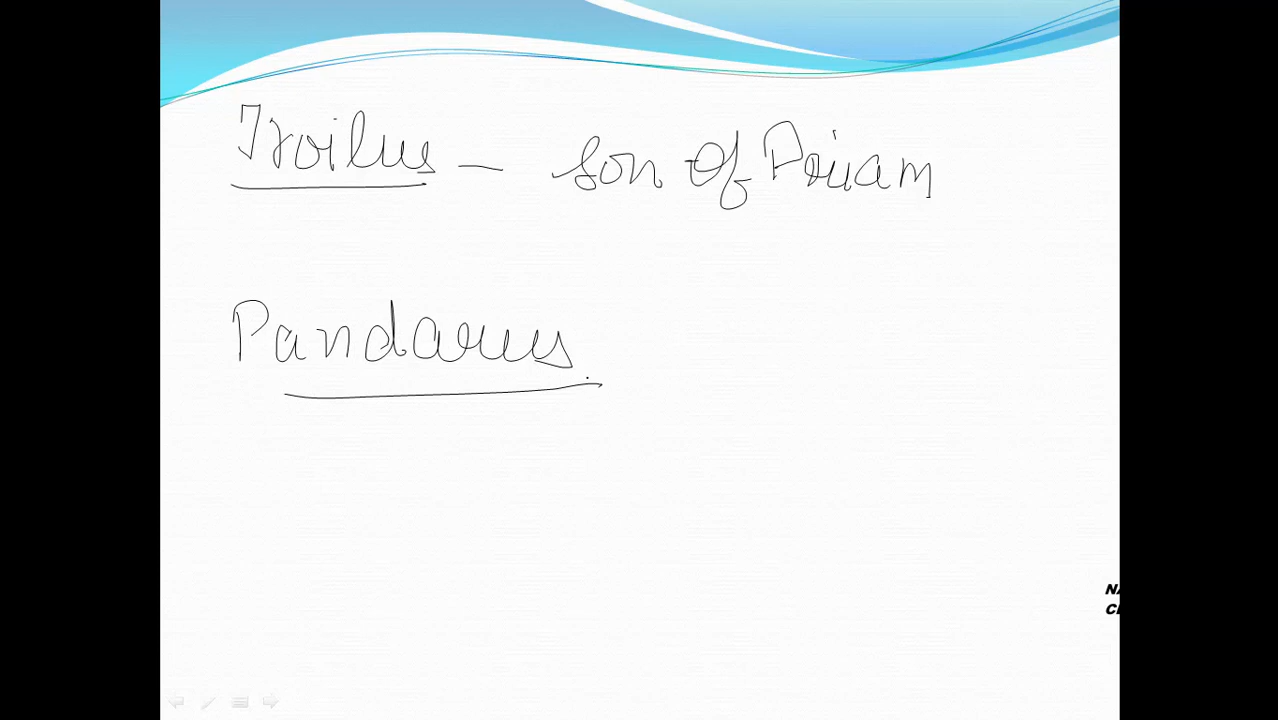 Troilus — son of Priam
Pandarus